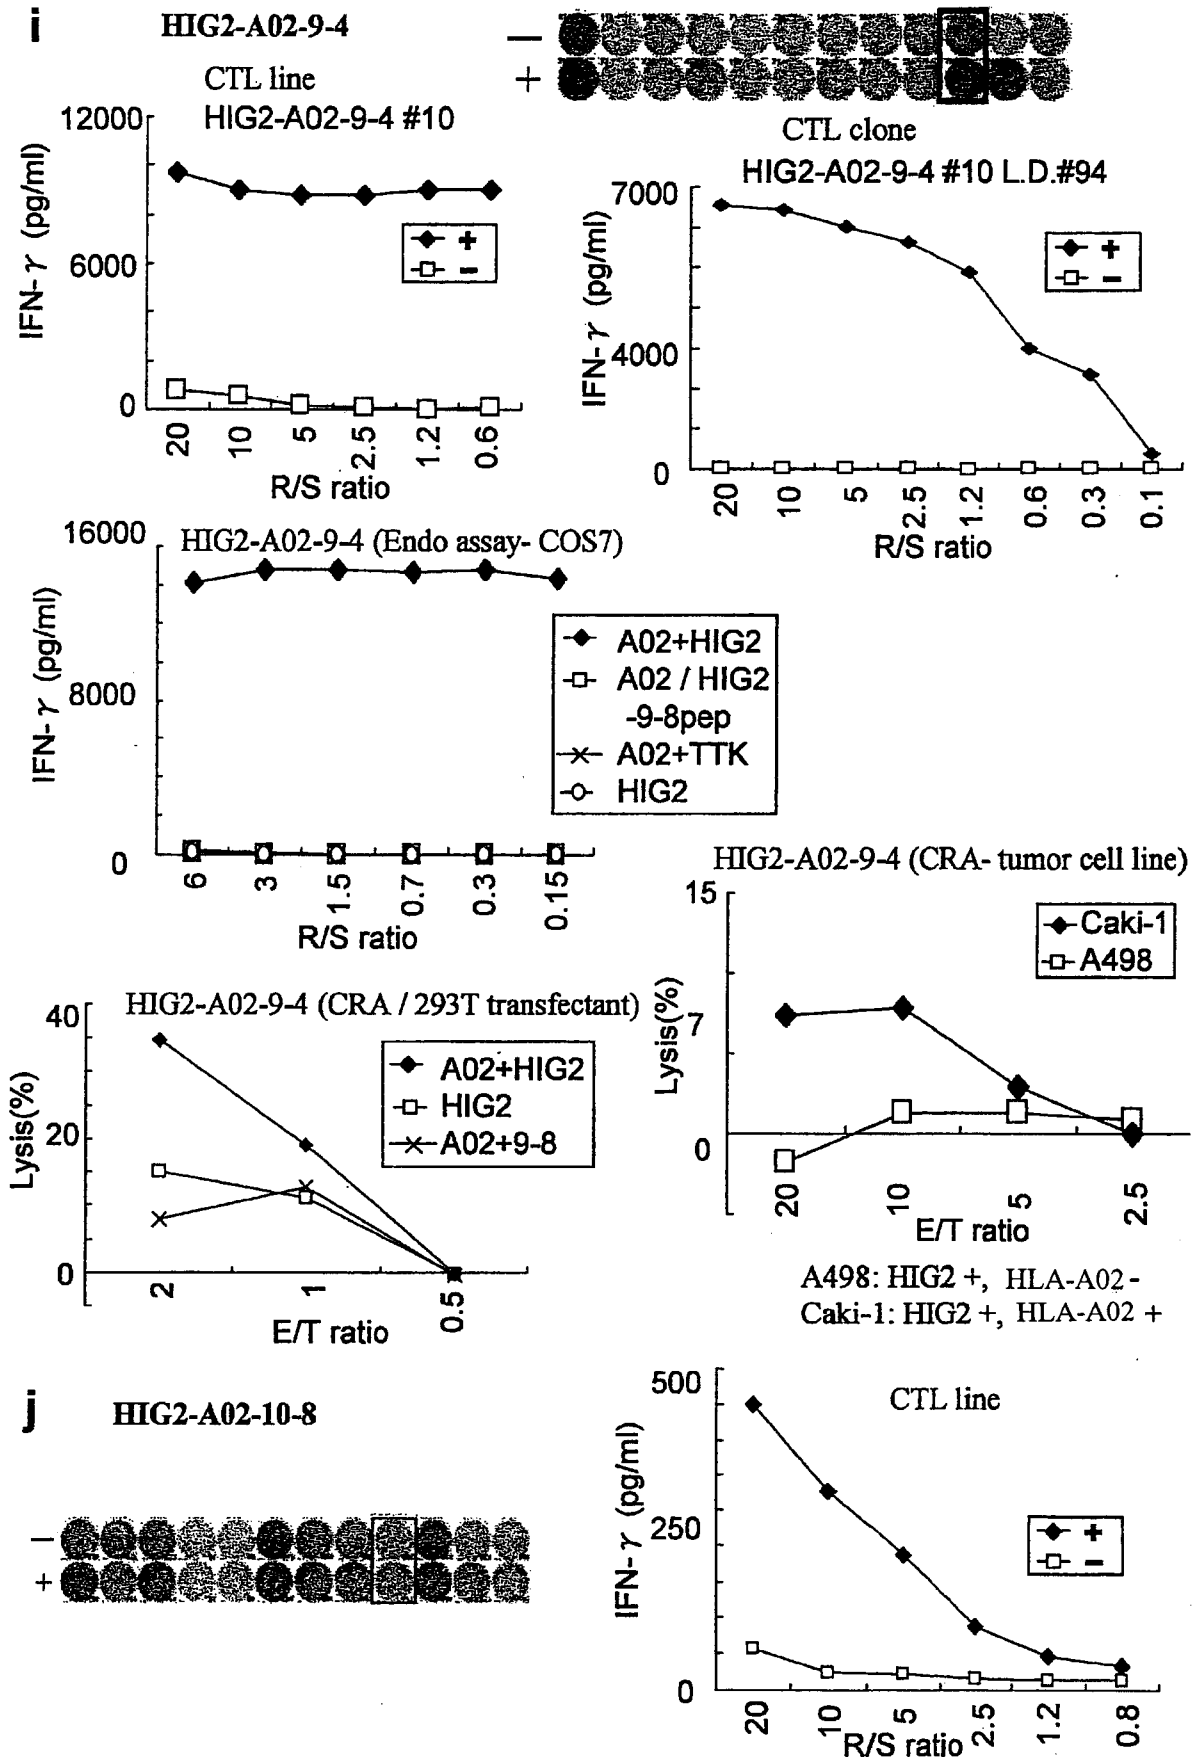 i
HIG2-A02-9-4
−
+
CTL line
HIG2-A02-9-4 #10
12000
6000
0
IFN-γ (pg/ml)
+
−
20 10 5 2.5 1.2 0.6
R/S ratio
CTL clone
HIG2-A02-9-4 #10 L.D.#94
7000
4000
0
IFN-γ (pg/ml)
+
−
20 10 5 2.5 1.2 0.6 0.3 0.1
R/S ratio
HIG2-A02-9-4 (Endo assay- COS7)
16000
8000
0
IFN-γ (pg/ml)
A02+HIG2
A02 / HIG2
-9-8pep
A02+TTK
HIG2
6 3 1.5 0.7 0.3 0.15
R/S ratio
HIG2-A02-9-4 (CRA- tumor cell line)
15
7
0
Lysis(%)
Caki-1
A498
20 10 5 2.5
E/T ratio
A498: HIG2 +, HLA-A02 -
Caki-1: HIG2 +, HLA-A02 +
HIG2-A02-9-4 (CRA / 293T transfectant)
40
20
0
Lysis(%)
A02+HIG2
HIG2
A02+9-8
2 1 0.5
E/T ratio
j
HIG2-A02-10-8
−
+
CTL line
500
250
0
IFN-γ (pg/ml)
+
−
20 10 5 2.5 1.2 0.8
R/S ratio